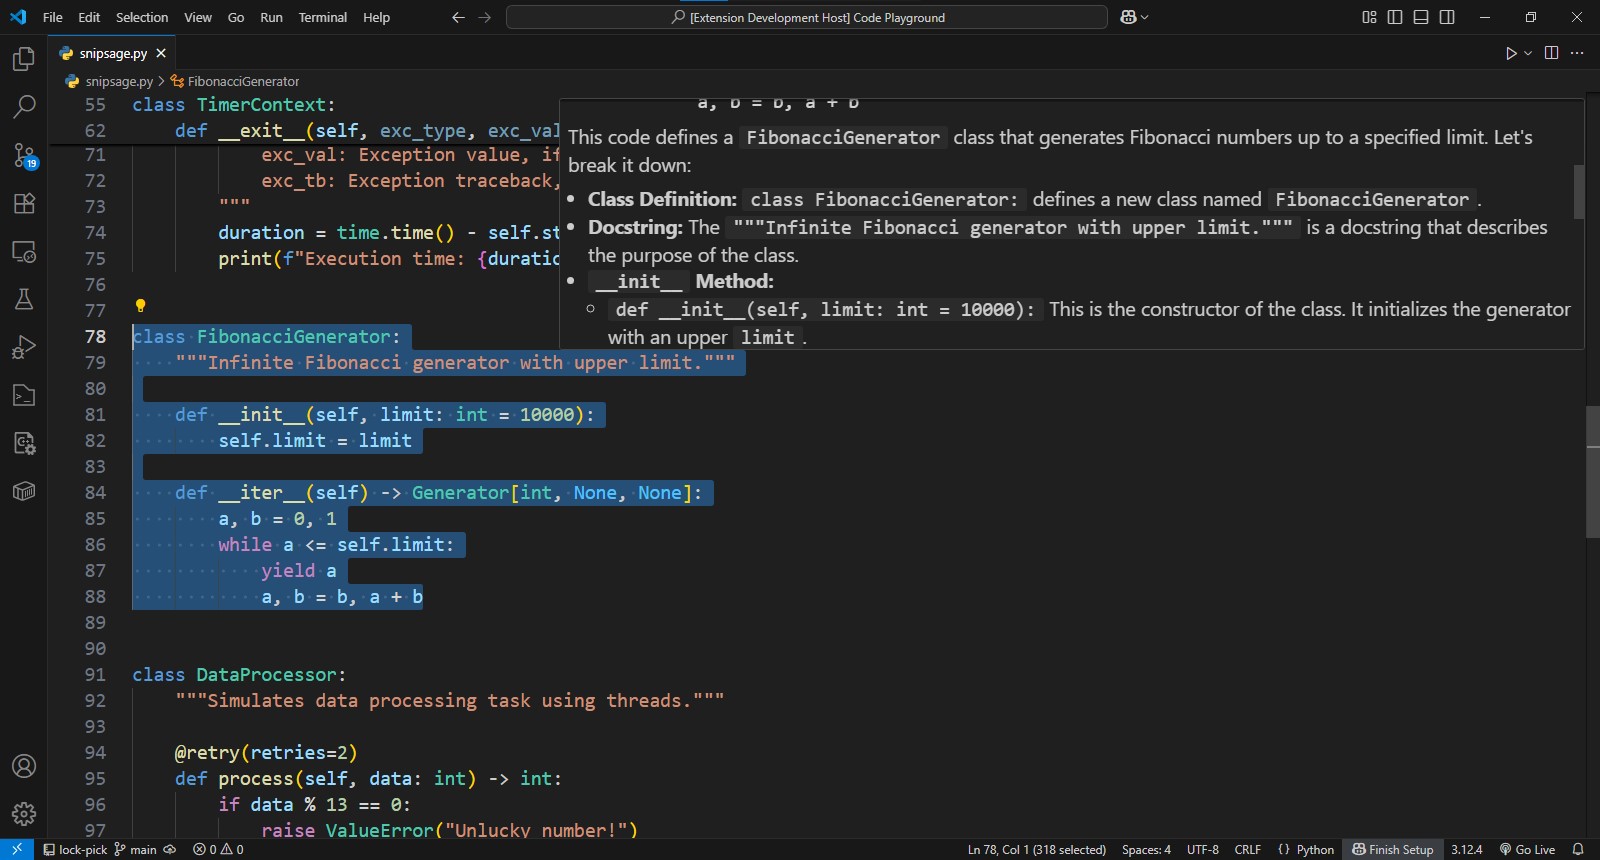 File Edit Selection View Go Run Terminal Help
[Extension Development Host] Code Playground
snipsage.py
snipsage.py > FibonacciGenerator
55 class TimerContext:
62 def __exit__(self, exc_type, exc_val
71 exc_val: Exception value, if
72 exc_tb: Exception traceback,
73 """
74 duration = time.time() - self.st
75 print(f"Execution time: {duratio
76
77
a, b = b, a + b
This code defines a FibonacciGenerator class that generates Fibonacci numbers up to a specified limit. Let's
break it down:
• Class Definition: class FibonacciGenerator: defines a new class named FibonacciGenerator .
• Docstring: The """Infinite Fibonacci generator with upper limit.""" is a docstring that describes
the purpose of the class.
• __init__ Method:
○ def __init__(self, limit: int = 10000): This is the constructor of the class. It initializes the generator
with an upper limit .
78 class FibonacciGenerator:
79 """Infinite Fibonacci generator with upper limit."""
80
81 def __init__(self, limit: int = 10000):
82 self.limit = limit
83
84 def __iter__(self) -> Generator[int, None, None]:
85 a, b = 0, 1
86 while a <= self.limit:
87 yield a
88 a, b = b, a + b
89
90
91 class DataProcessor:
92 """Simulates data processing task using threads."""
93
94 @retry(retries=2)
95 def process(self, data: int) -> int:
96 if data % 13 == 0:
97 raise ValueError("Unlucky number!")
19
lock-pick main 0 0 Ln 78, Col 1 (318 selected) Spaces: 4 UTF-8 CRLF {} Python Finish Setup 3.12.4 Go Live